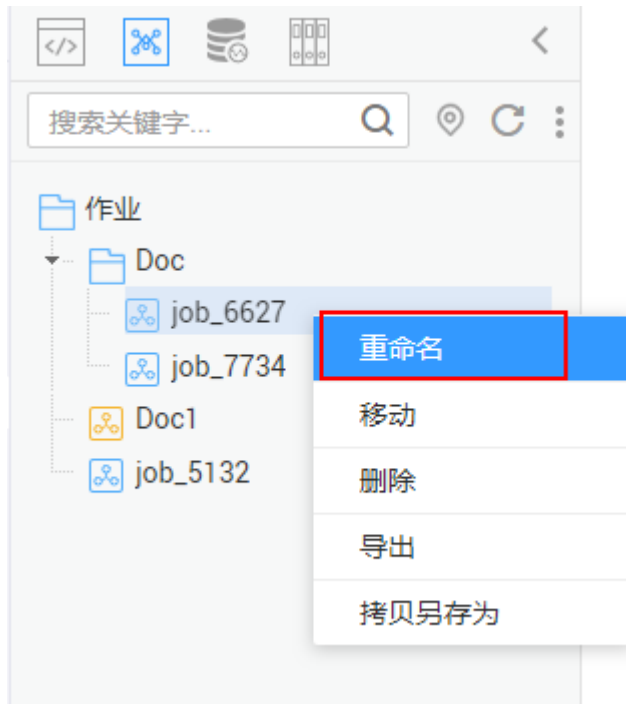 </>
搜索关键字...
作业
Doc
job_6627
job_7734
Doc1
job_5132
重命名
移动
删除
导出
拷贝另存为